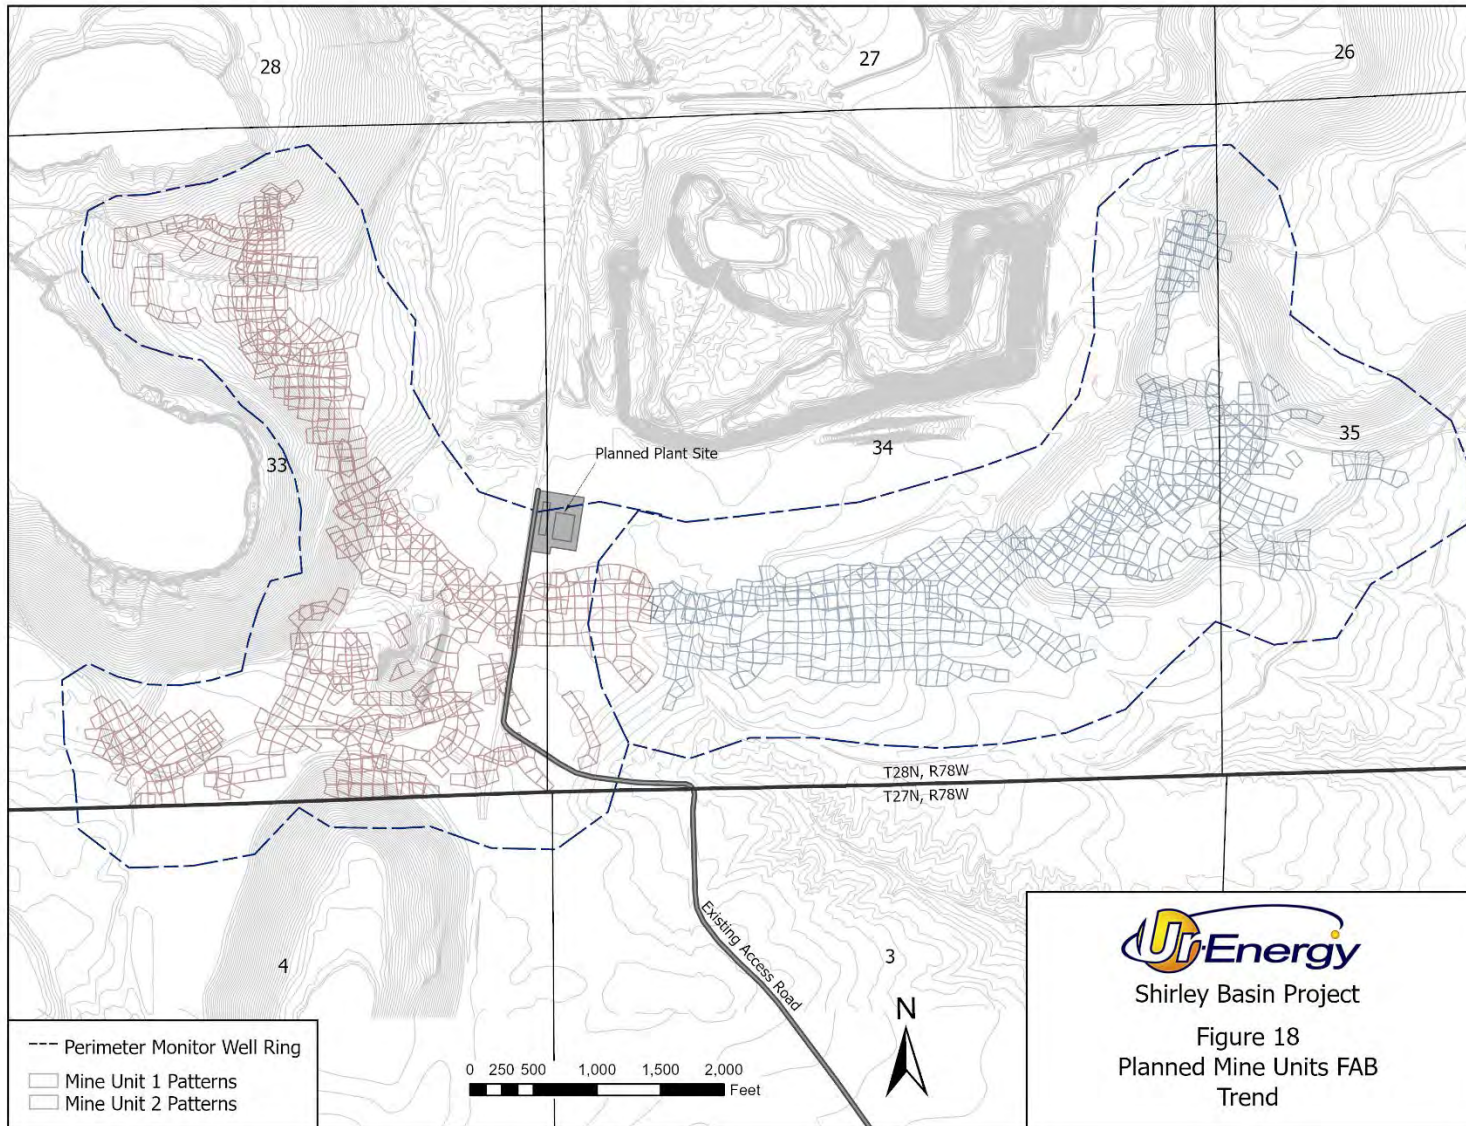 28
27
26
33
Planned Plant Site
34
35
T28N, R78W
T27N, R78W
Existing Access Road
4
3
N
0 250 500 1,000 1,500 2,000
Feet
Perimeter Monitor Well Ring
Mine Unit 1 Patterns
Mine Unit 2 Patterns
Ur-Energy
Shirley Basin Project
Figure 18
Planned Mine Units FAB
Trend